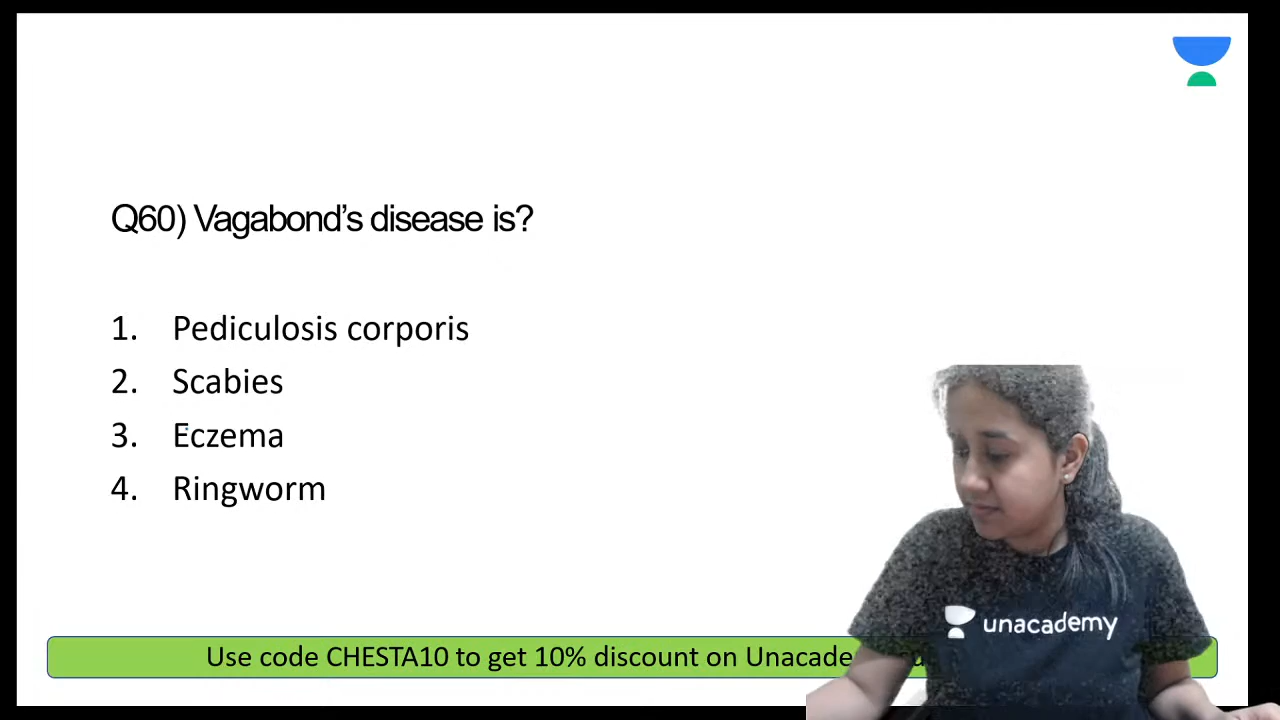 Q60) Vagabond's disease is?
1. Pediculosis corporis
2. Scabies
3. Eczema
4. Ringworm
unacademy
Use code CHESTA10 to get 10% discount on